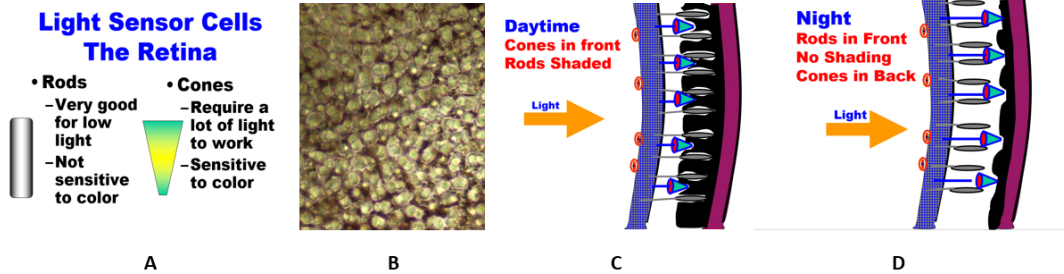 Light Sensor Cells
The Retina
• Rods
–Very good
for low
light
–Not
sensitive
to color
• Cones
–Require a
lot of light
to work
–Sensitive
to color
Daytime
Cones in front
Rods Shaded
Light
Night
Rods in Front
No Shading
Cones in Back
Light
A
B
C
D